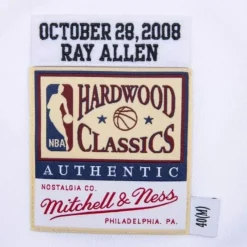 OCTOBER 28, 2008
RAY ALLEN
NBA
HARDWOOD
CLASSICS
AUTHENTIC
NOSTALGIA CO.
Mitchell & Ness
PHILADELPHIA, PA.
40(M)